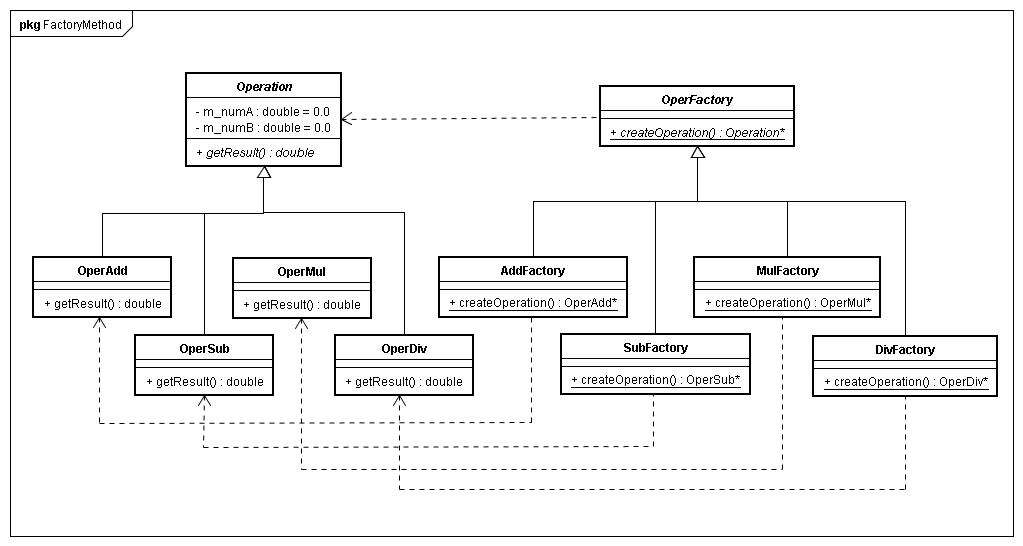 pkg FactoryMethod
Operation
- m_numA : double = 0.0
- m_numB : double = 0.0
+ getResult() : double
OperFactory
+ createOperation() : Operation*
OperAdd
+ getResult() : double
OperMul
+ getResult() : double
AddFactory
+ createOperation() : OperAdd*
MulFactory
+ createOperation() : OperMul*
OperSub
+ getResult() : double
OperDiv
+ getResult() : double
SubFactory
+ createOperation() : OperSub*
DivFactory
+ createOperation() : OperDiv*